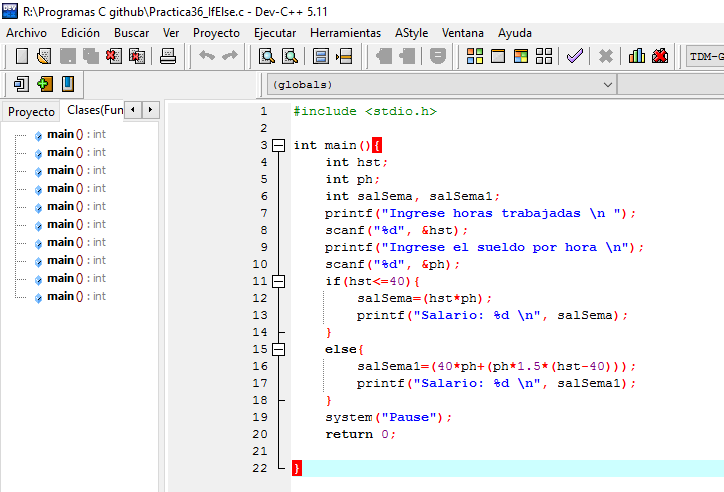 R:\Programas C github\Practica36_IfElse.c - Dev-C++ 5.11
Archivo Edición Buscar Ver Proyecto Ejecutar Herramientas AStyle Ventana Ayuda
TDM-G
(globals)
Proyecto Clases(Fun
main () : int
main () : int
main () : int
main () : int
main () : int
main () : int
main () : int
main () : int
main () : int
main () : int
1 #include <stdio.h>
2
3 int main(){
4 int hst;
5 int ph;
6 int salSema, salSema1;
7 printf("Ingrese horas trabajadas \n ");
8 scanf("%d", &hst);
9 printf("Ingrese el sueldo por hora \n");
10 scanf("%d", &ph);
11 if(hst<=40){
12 salSema=(hst*ph);
13 printf("Salario: %d \n", salSema);
14 }
15 else{
16 salSema1=(40*ph+(ph*1.5*(hst-40)));
17 printf("Salario: %d \n", salSema1);
18 }
19 system("Pause");
20 return 0;
21
22 }